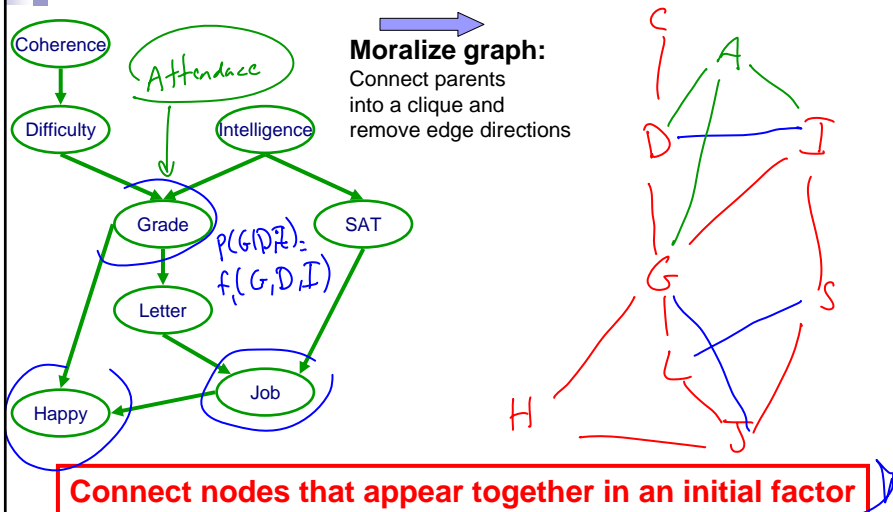 Coherence
Attendace
Difficulty
Intelligence
Grade
SAT
P(G|D,I)=
f₁(G,D,I)
Letter
Job
Happy
Moralize graph:
Connect parents
into a clique and
remove edge directions
C
A
D
I
G
S
L
H
J
Connect nodes that appear together in an initial factor